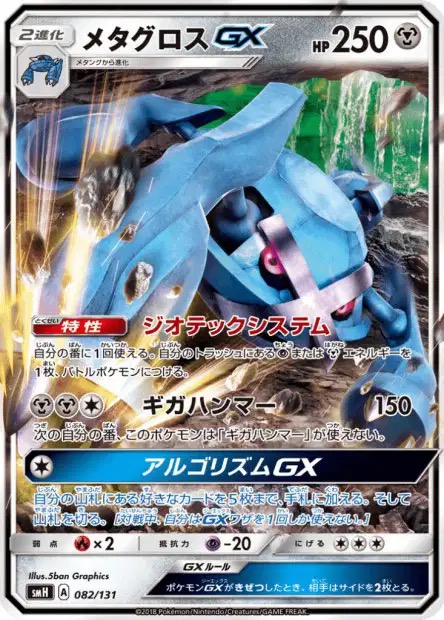 2進化 メタグロスGX HP250
メタングから進化
とくせい
特性 ジオテックシステム
自分の番に1回使える。自分のトラッシュにある または エネルギーを
1枚、バトルポケモンにつける。
ギガハンマー 150
次の自分の番、このポケモンは「ギガハンマー」が使えない。
アルゴリズムGX
自分の山札にある好きなカードを5枚まで、手札に加える。そして
山札を切る。[対戦中、自分はGXワザを1回しか使えない。]
弱点 ×2 抵抗力 -20 にげる
Illus.5ban Graphics
GXルール
smH A 082/131
ポケモンGXがきぜつしたとき、相手はサイドを2枚とる。
©2018 Pokémon/Nintendo/Creatures/GAME FREAK.